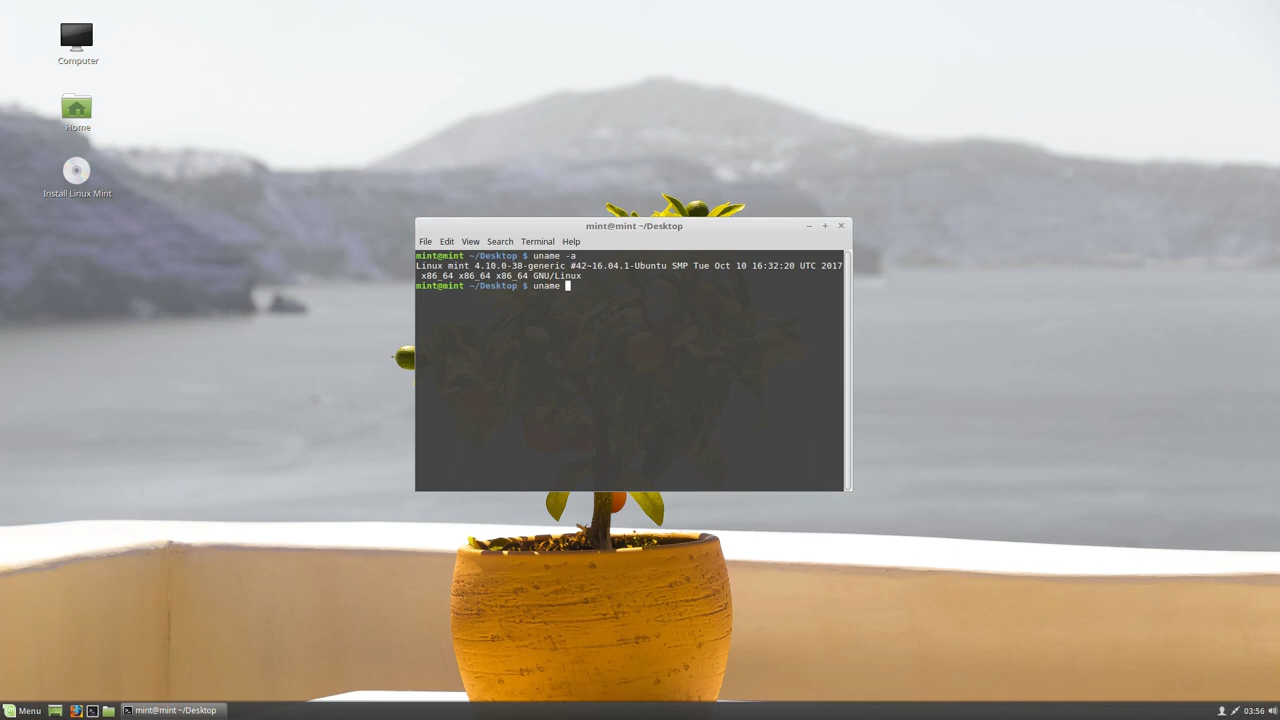 Computer
Home
Install Linux Mint
mint@mint ~/Desktop
File Edit View Search Terminal Help
mint@mint ~/Desktop $ uname -a
Linux mint 4.10.0-38-generic #42~16.04.1-Ubuntu SMP Tue Oct 10 16:32:20 UTC 2017
x86_64 x86_64 x86_64 GNU/Linux
mint@mint ~/Desktop $ uname
Menu mint@mint ~/Desktop 03:56